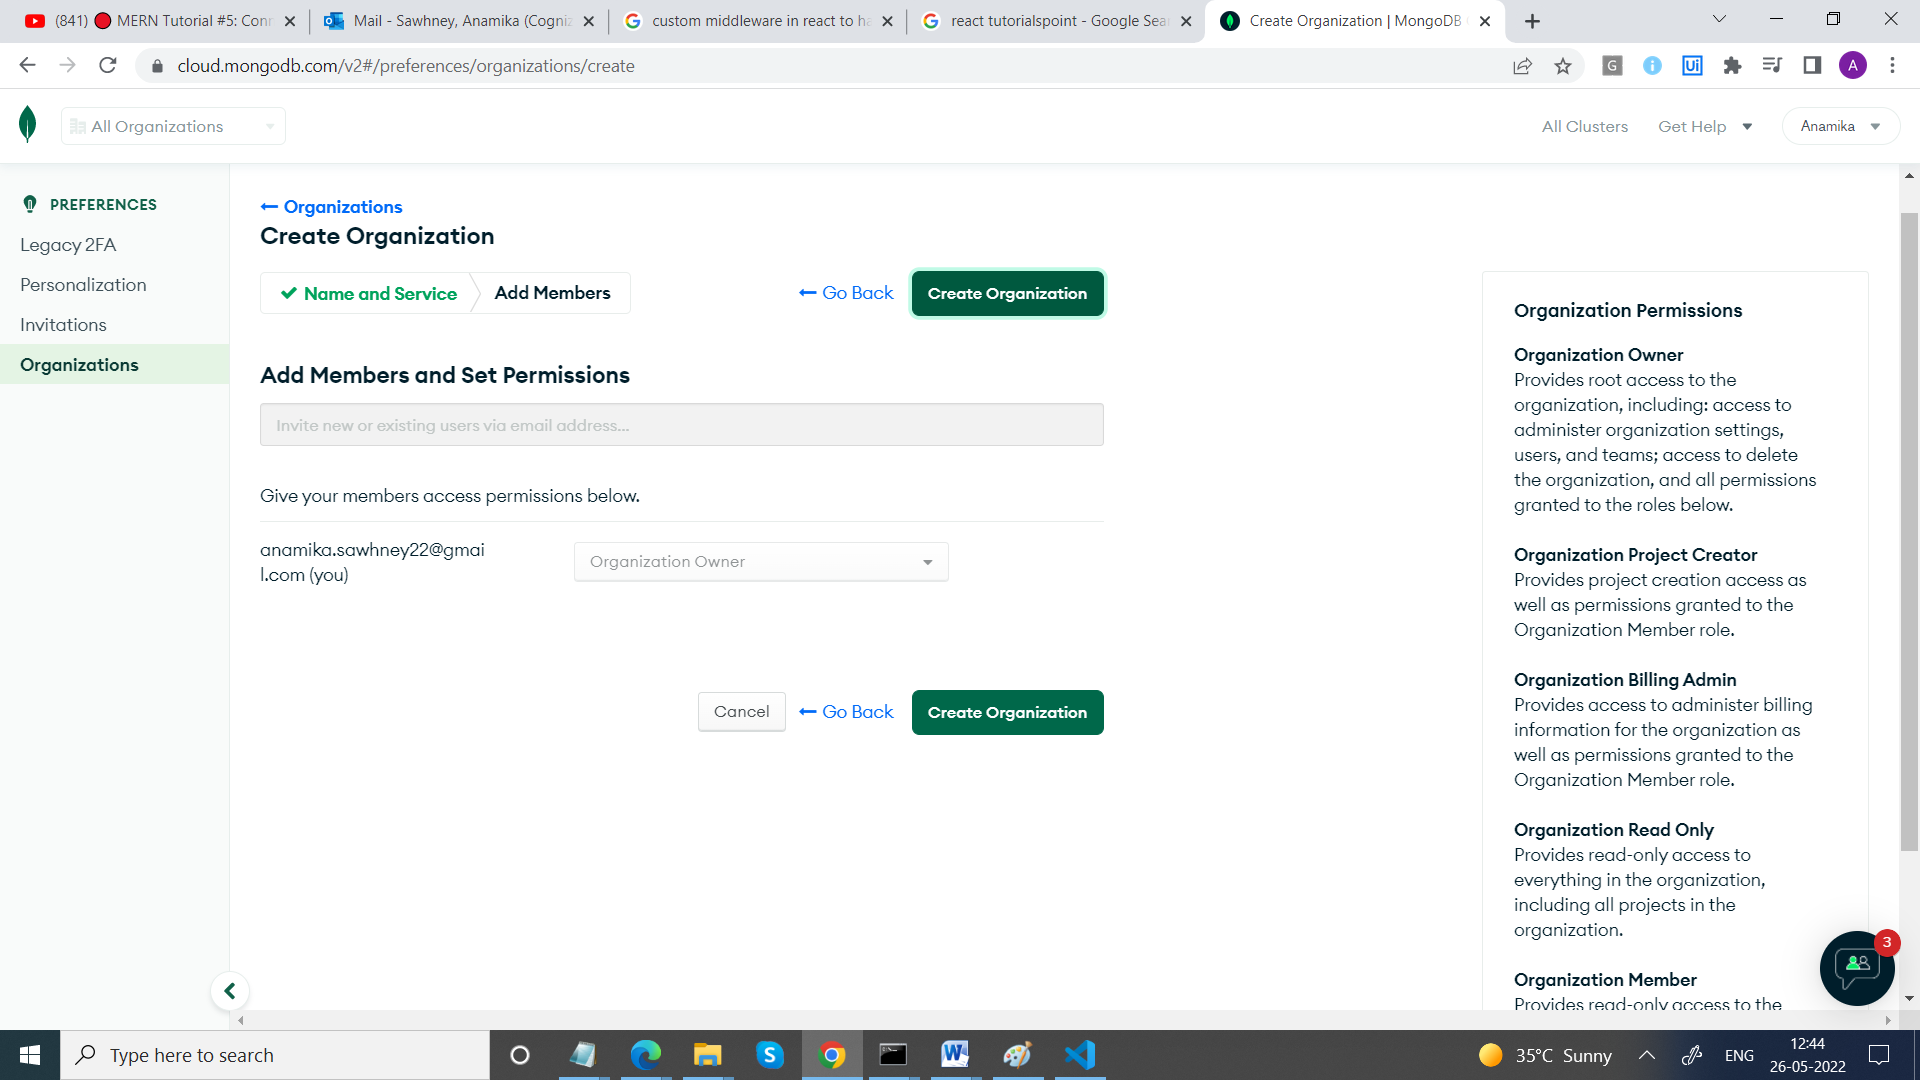 (841) 🔴 MERN Tutorial #5: Conn
Mail - Sawhney, Anamika (Cogniz
custom middleware in react to ha
react tutorialspoint - Google Sea
Create Organization | MongoDB
cloud.mongodb.com/v2#/preferences/organizations/create
G
Ui
A
All Organizations
All Clusters
Get Help
Anamika
PREFERENCES
Legacy 2FA
Personalization
Invitations
Organizations
Organizations
Create Organization
Name and Service
Add Members
Go Back
Create Organization
Add Members and Set Permissions
Invite new or existing users via email address...
Give your members access permissions below.
anamika.sawhney22@gmai
l.com (you)
Organization Owner
Cancel
Go Back
Create Organization
Organization Permissions
Organization Owner
Provides root access to the
organization, including: access to
administer organization settings,
users, and teams; access to delete
the organization, and all permissions
granted to the roles below.
Organization Project Creator
Provides project creation access as
well as permissions granted to the
Organization Member role.
Organization Billing Admin
Provides access to administer billing
information for the organization as
well as permissions granted to the
Organization Member role.
Organization Read Only
Provides read-only access to
everything in the organization,
including all projects in the
organization.
Organization Member
Provides read-only access to the
3
Type here to search
35°C Sunny
ENG
12:44
26-05-2022